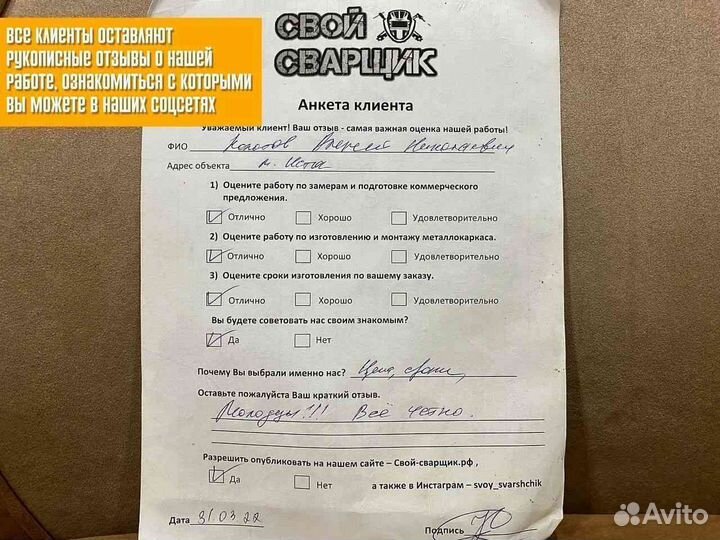 ВСЕ КЛИЕНТЫ ОСТАВЛЯЮТ
РУКОПИСНЫЕ ОТЗЫВЫ О НАШЕЙ
РАБОТЕ, ОЗНАКОМИТЬСЯ С КОТОРЫМИ
ВЫ МОЖЕТЕ В НАШИХ СОЦСЕТЯХ
СВОЙ
СВАРЩИК
Анкета клиента
Уважаемый клиент! Ваш отзыв - самая важная оценка нашей работы!
ФИО Алексей Николаевич
Адрес объекта г. Истра
1) Оцените работу по замерам и подготовке коммерческого
предложения.
Отлично Хорошо Удовлетворительно
2) Оцените работу по изготовлению и монтажу металлокаркаса.
Отлично Хорошо Удовлетворительно
3) Оцените сроки изготовления по вашему заказу.
Отлично Хорошо Удовлетворительно
Вы будете советовать нас своим знакомым?
Да Нет
Почему Вы выбрали именно нас? Цена, сроки,
Оставьте пожалуйста Ваш краткий отзыв.
Молодцы!!! Всё четко.
Разрешить опубликовать на нашем сайте – Свой-сварщик.рф ,
Да Нет а также в Инстаграм – svoy_svarshchik
Дата 31.03.22 Подпись
Avito